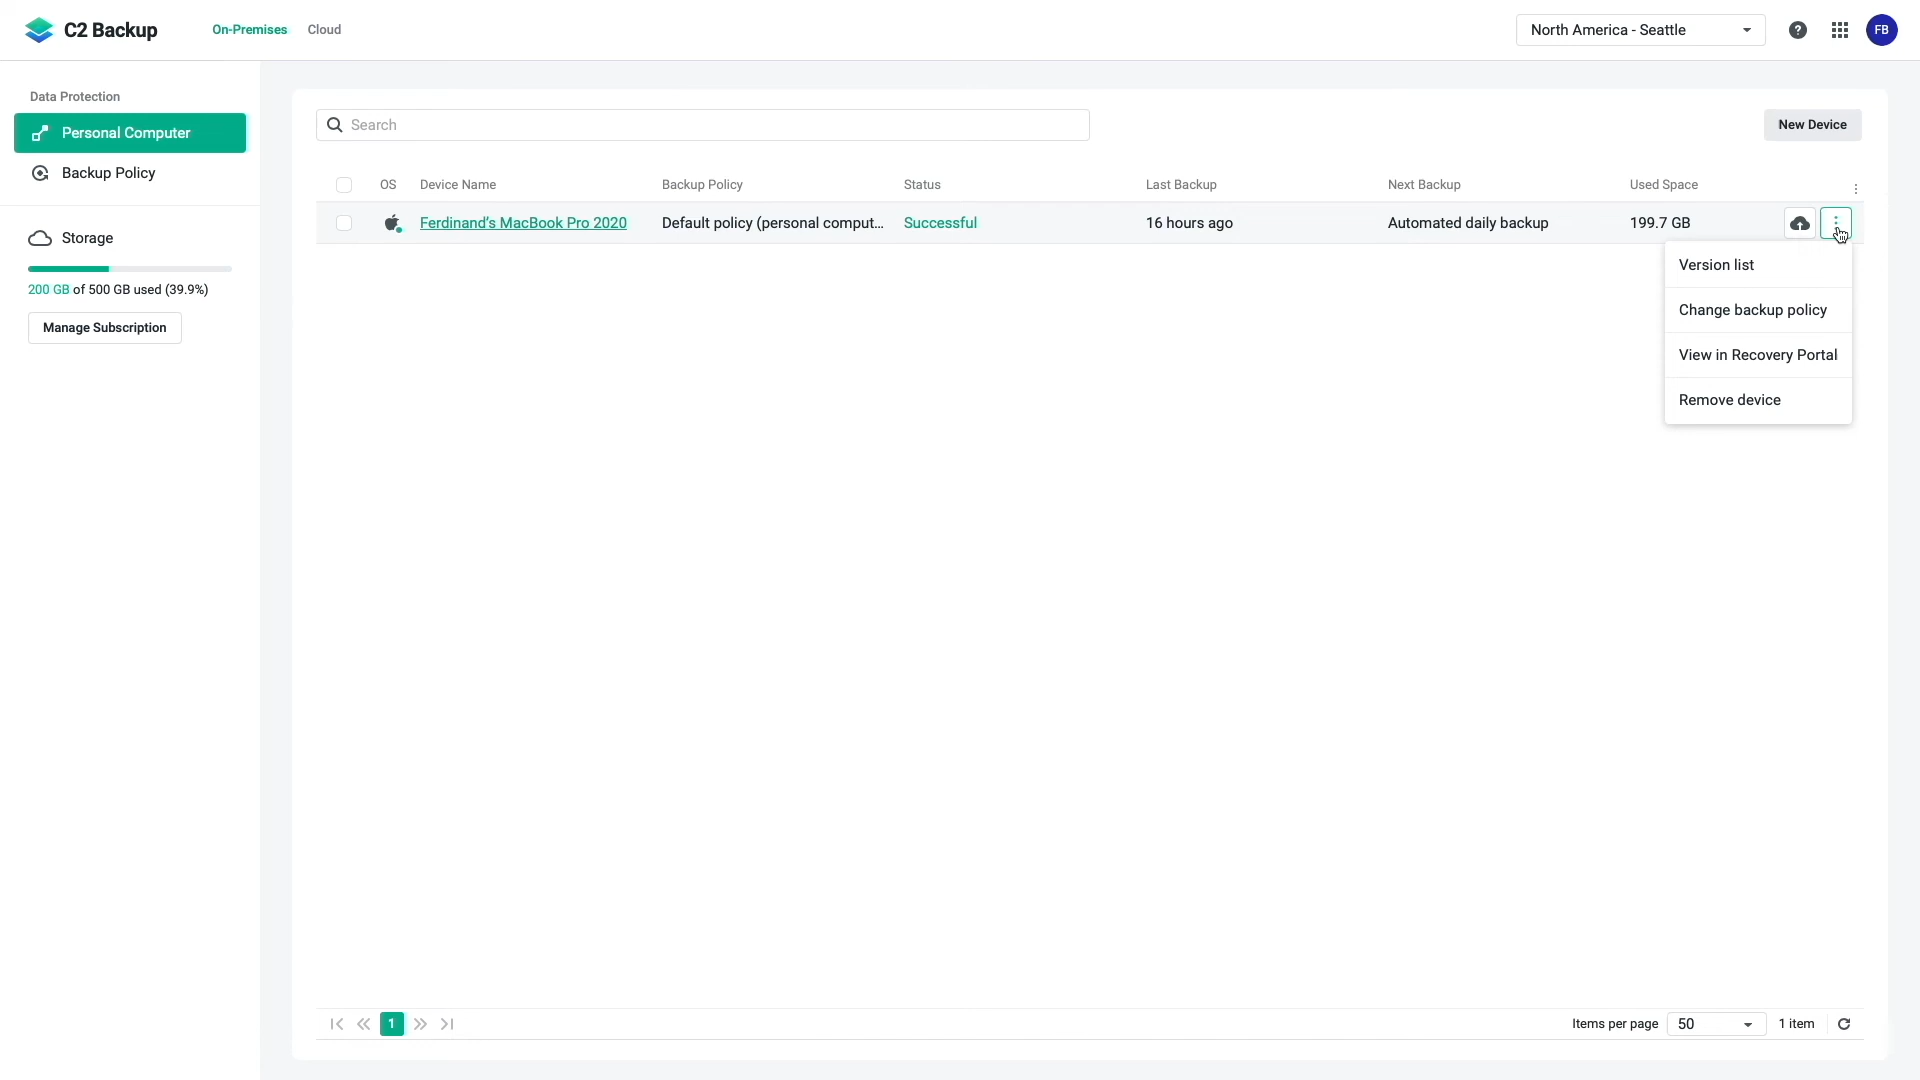 C2 Backup
On-Premises
Cloud
North America - Seattle
FB
Data Protection
Personal Computer
Backup Policy
Storage
200 GB of 500 GB used (39.9%)
Manage Subscription
Search
New Device
OS Device Name Backup Policy Status Last Backup Next Backup Used Space
Ferdinand's MacBook Pro 2020 Default policy (personal comput... Successful 16 hours ago Automated daily backup 199.7 GB
Version list
Change backup policy
View in Recovery Portal
Remove device
1
Items per page 50 1 item